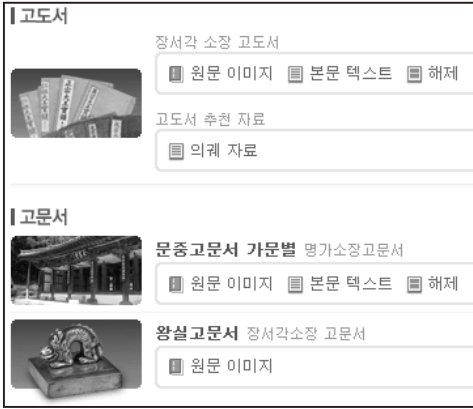 고도서
장서각 소장 고도서
원문 이미지 본문 텍스트 해제
고도서 추천 자료
의궤 자료
고문서
문중고문서 가문별 명가소장고문서
원문 이미지 본문 텍스트 해제
왕실고문서 장서각소장 고문서
원문 이미지